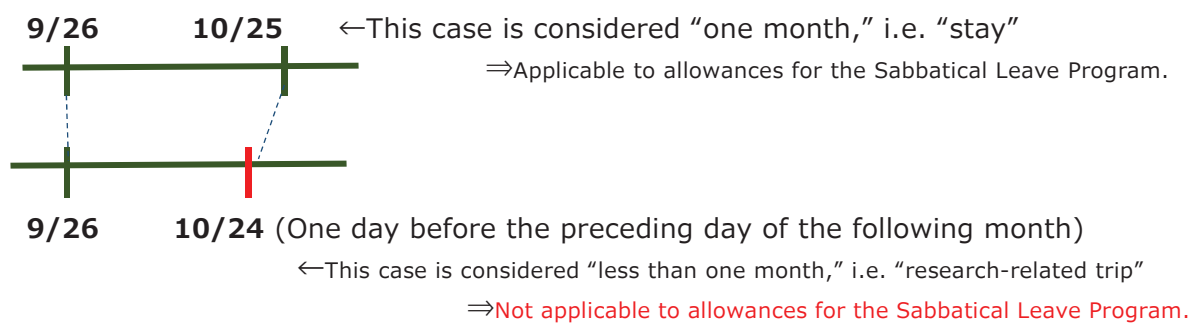 9/26 10/25 ←This case is considered “one month,” i.e. “stay”
⇒Applicable to allowances for the Sabbatical Leave Program.
9/26 10/24 (One day before the preceding day of the following month)
←This case is considered “less than one month,” i.e. “research-related trip”
⇒Not applicable to allowances for the Sabbatical Leave Program.